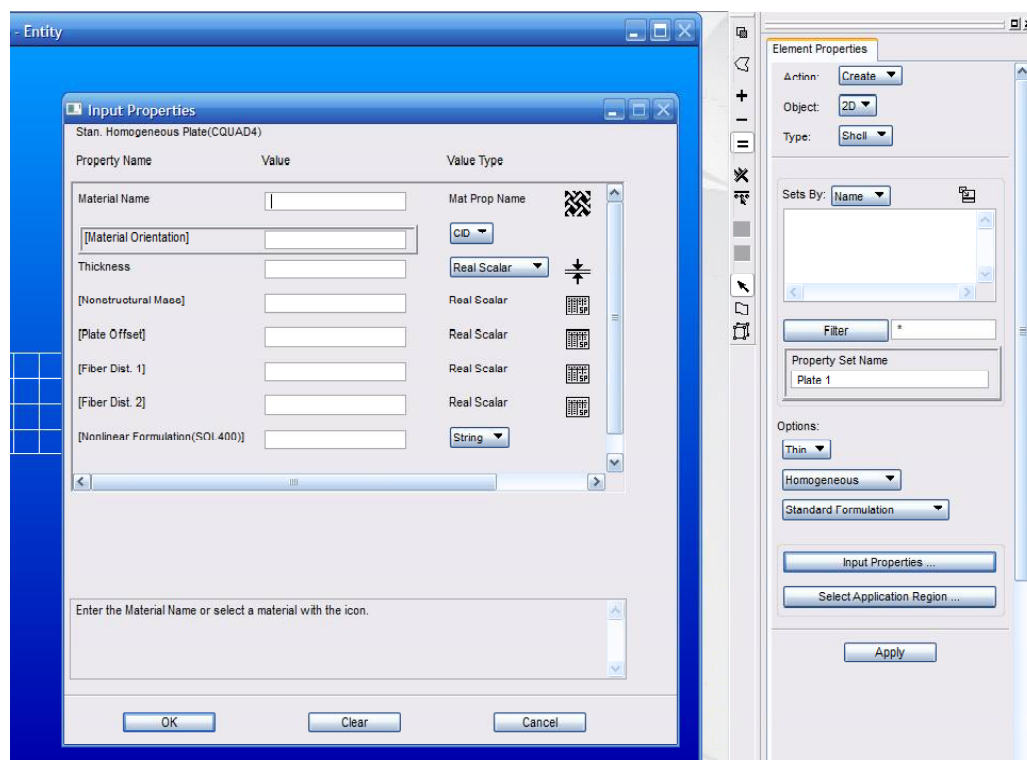 - Entity
Input Properties
Stan. Homogeneous Plate(CQUAD4)
Property Name Value Value Type
Material Name Mat Prop Name
[Material Orientation] CID
Thickness Real Scalar
[Nonstructural Mass] Real Scalar
[Plate Offset] Real Scalar
[Fiber Dist. 1] Real Scalar
[Fiber Dist. 2] Real Scalar
[Nonlinear Formulation(SOL400)] String
Enter the Material Name or select a material with the icon.
OK Clear Cancel
Element Properties
Action: Create
Object: 2D
Type: Shell
Sets By: Name
Filter *
Property Set Name
Plate 1
Options:
Thin
Homogeneous
Standard Formulation
Input Properties ...
Select Application Region ...
Apply